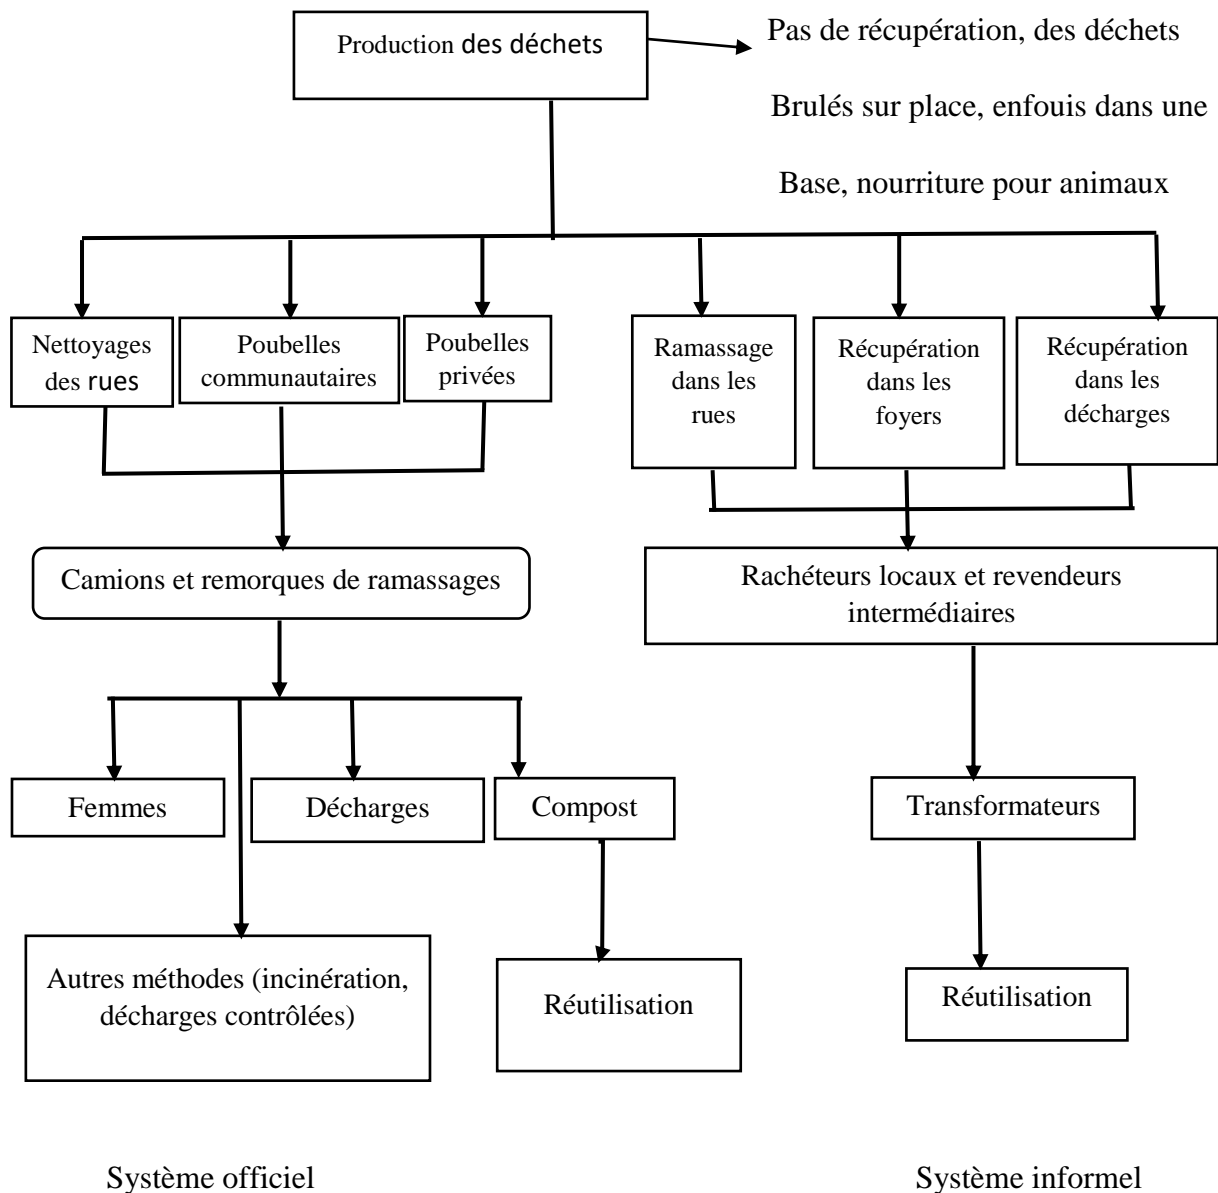 Production des déchets
Pas de récupération, des déchets
Brulés sur place, enfouis dans une
Base, nourriture pour animaux
Nettoyages
des rues
Poubelles
communautaires
Poubelles
privées
Ramassage
dans les
rues
Récupération
dans les
foyers
Récupération
dans les
décharges
Camions et remorques de ramassages
Rachéteurs locaux et revendeurs
intermédiaires
Femmes
Décharges
Compost
Transformateurs
Autres méthodes (incinération,
décharges contrôlées)
Réutilisation
Réutilisation
Système officiel
Système informel